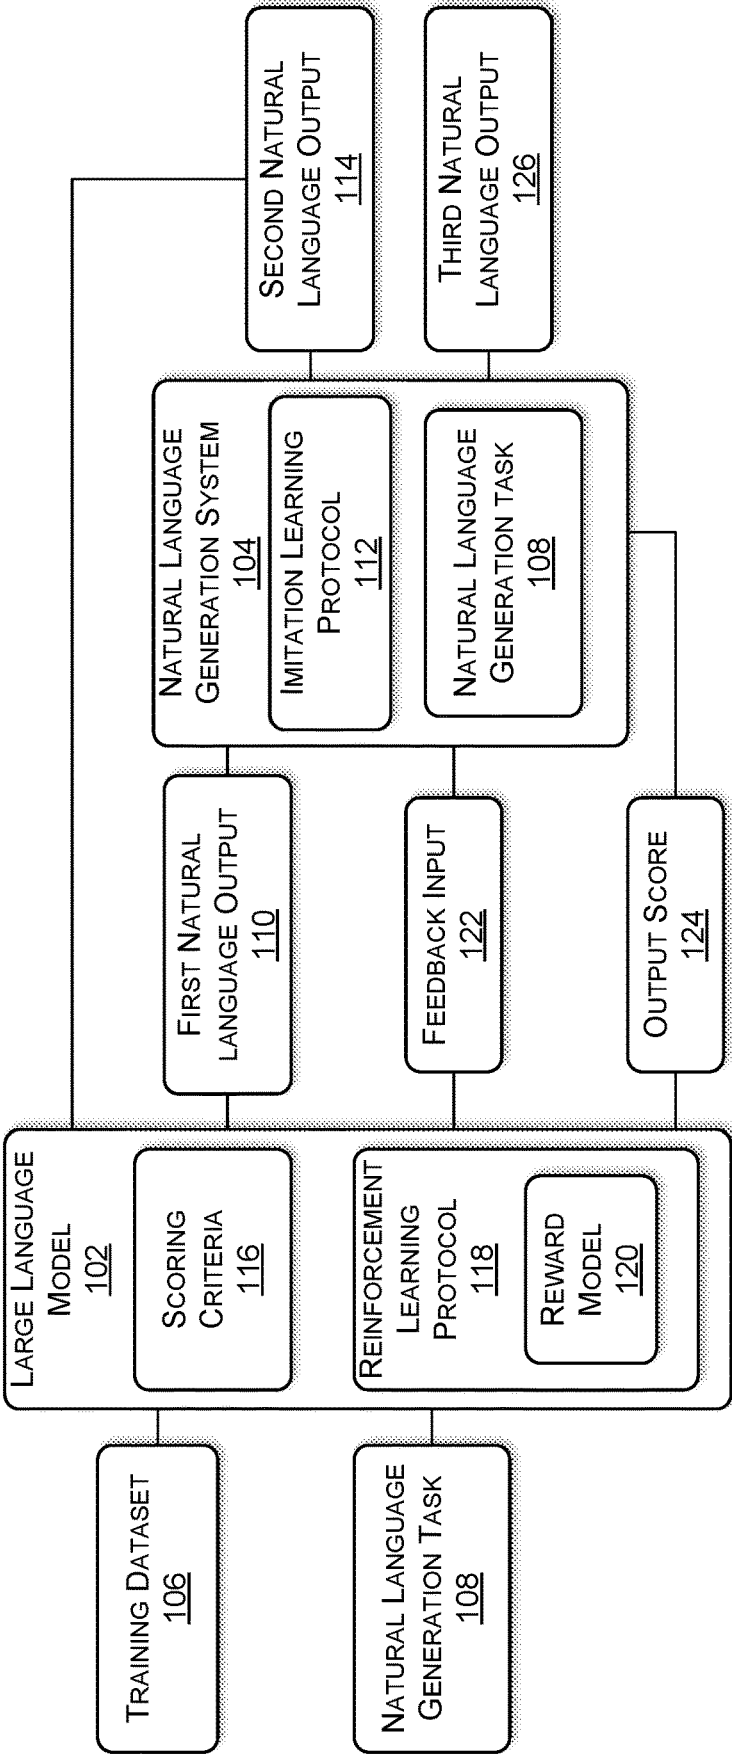 TRAINING DATASET
106
NATURAL LANGUAGE
GENERATION TASK
108
LARGE LANGUAGE
MODEL
102
SCORING
CRITERIA
116
REINFORCEMENT
LEARNING
PROTOCOL
118
REWARD
MODEL
120
FIRST NATURAL
LANGUAGE OUTPUT
110
FEEDBACK INPUT
122
OUTPUT SCORE
124
NATURAL LANGUAGE
GENERATION SYSTEM
104
IMITATION LEARNING
PROTOCOL
112
NATURAL LANGUAGE
GENERATION TASK
108
SECOND NATURAL
LANGUAGE OUTPUT
114
THIRD NATURAL
LANGUAGE OUTPUT
126